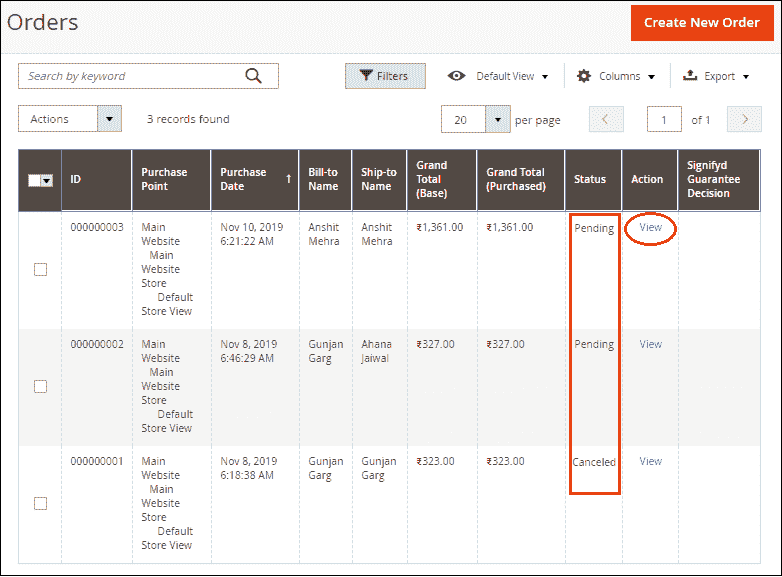 Orders
Create New Order
Search by keyword
Filters
Default View
Columns
Export
Actions
3 records found
20
per page
1
of 1
ID
Purchase
Point
Purchase
Date
↑
Bill-to
Name
Ship-to
Name
Grand
Total
(Base)
Grand Total
(Purchased)
Status
Action
Signifyd
Guarantee
Decision
000000003
Main
Website
Main
Website
Store
Default
Store View
Nov 10, 2019
6:21:22 AM
Anshit
Mehra
Anshit
Mehra
₹1,361.00
₹1,361.00
Pending
View
000000002
Main
Website
Main
Website
Store
Default
Store View
Nov 8, 2019
6:46:29 AM
Gunjan
Garg
Ahana
Jaiwal
₹327.00
₹327.00
Pending
View
000000001
Main
Website
Main
Website
Store
Default
Store View
Nov 8, 2019
6:18:38 AM
Gunjan
Garg
Gunjan
Garg
₹323.00
₹323.00
Canceled
View